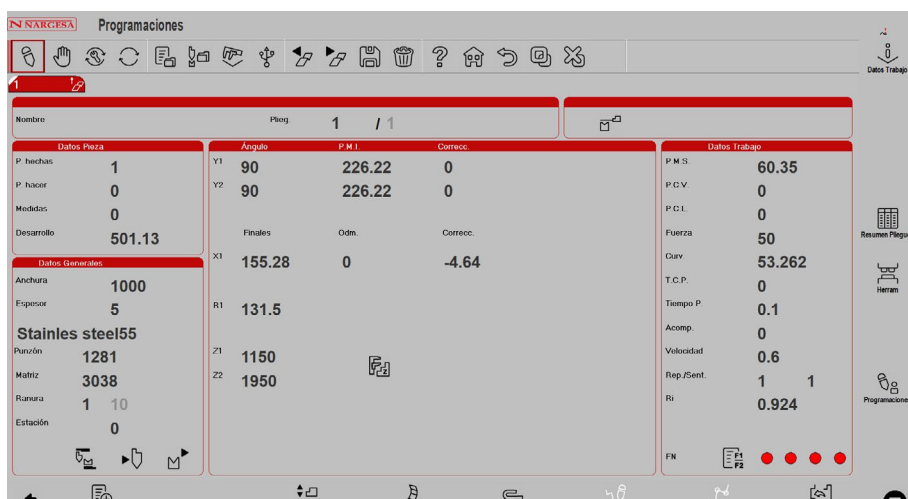 NARGESA Programaciones
Datos Trabajo
1
Nombre Plieg. 1 / 1
Datos Pieza
P. hechas 1
P. hacer 0
Medidas 0
Desarrollo 501.13
Datos Generales
Anchura 1000
Espesor 5
Stainles steel55
Punzón 1281
Matriz 3038
Ranura 1 10
Estación 0
Ángulo P.M.I. Correcc.
Y1 90 226.22 0
Y2 90 226.22 0
Finales Odm. Correcc.
X1 155.28 0 -4.64
R1 131.5
Z1 1150
Z2 1950
Datos Trabajo
P.M.S. 60.35
P.C.V. 0
P.C.L. 0
Fuerza 50
Curv. 53.262
T.C.P. 0
Tiempo P. 0.1
Acomp. 0
Velocidad 0.6
Rep./Sent. 1 1
Ri 0.924
FN F1 F2
Resumen Pliegu
Herram
Programacione